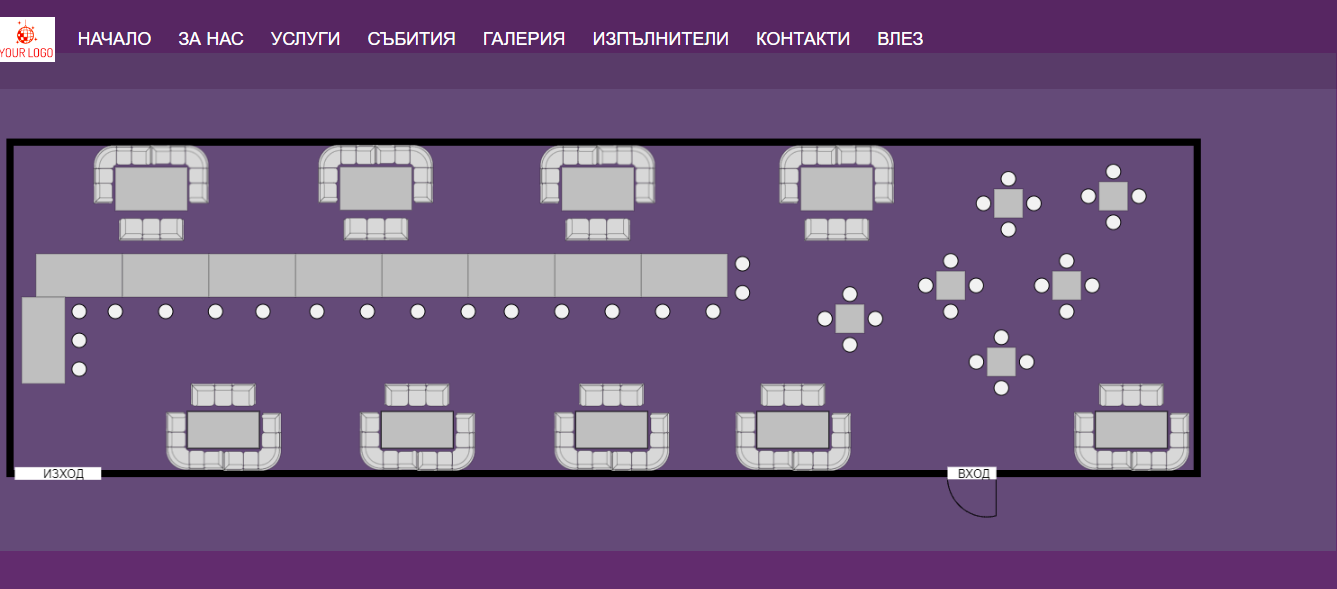 YOUR LOGO
НАЧАЛО ЗА НАС УСЛУГИ СЪБИТИЯ ГАЛЕРИЯ ИЗПЪЛНИТЕЛИ КОНТАКТИ ВЛЕЗ
ИЗХОД
ВХОД